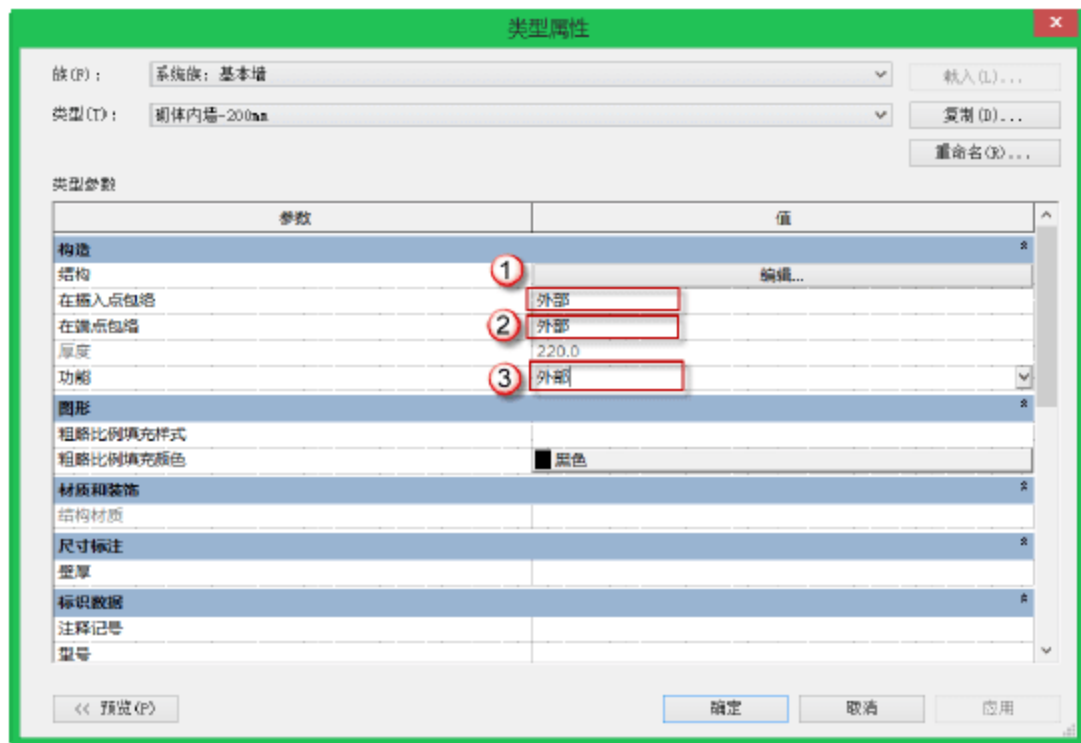 类型属性
族(F)： 系统族：基本墙 载入(L)...
类型(T)： 砌体内墙-200mm 复制(D)...
重命名(R)...
类型参数
参数 值
构造
结构 ① 编辑...
在插入点包络 外部
在端点包络 ② 外部
厚度 220.0
功能 ③ 外部
图形
粗略比例填充样式
粗略比例填充颜色 黑色
材质和装饰
结构材质
尺寸标注
壁厚
标识数据
注释记号
型号
<< 预览(P) 确定 取消 应用